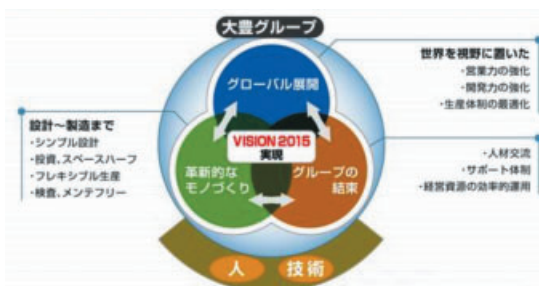 大豊グループ
グローバル展開
世界を視野に置いた
・営業力の強化
・開発力の強化
・生産体制の最適化
設計～製造まで
・シンプル設計
・投資、スペースハーフ
・フレキシブル生産
・検査、メンテフリー
VISION 2015
実現
革新的な
モノづくり
グループの
結束
・人材交流
・サポート体制
・経営資源の効率的運用
人
技術